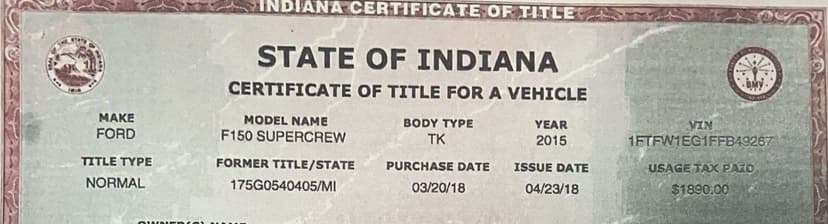 INDIANA CERTIFICATE OF TITLE
STATE OF INDIANA
CERTIFICATE OF TITLE FOR A VEHICLE
MAKE MODEL NAME BODY TYPE YEAR VIN
FORD F150 SUPERCREW TK 2015 1FTFW1EG1FFB49267
TITLE TYPE FORMER TITLE/STATE PURCHASE DATE ISSUE DATE USAGE TAX PAID
NORMAL 175G0540405/MI 03/20/18 04/23/18 $1890.00
BMV